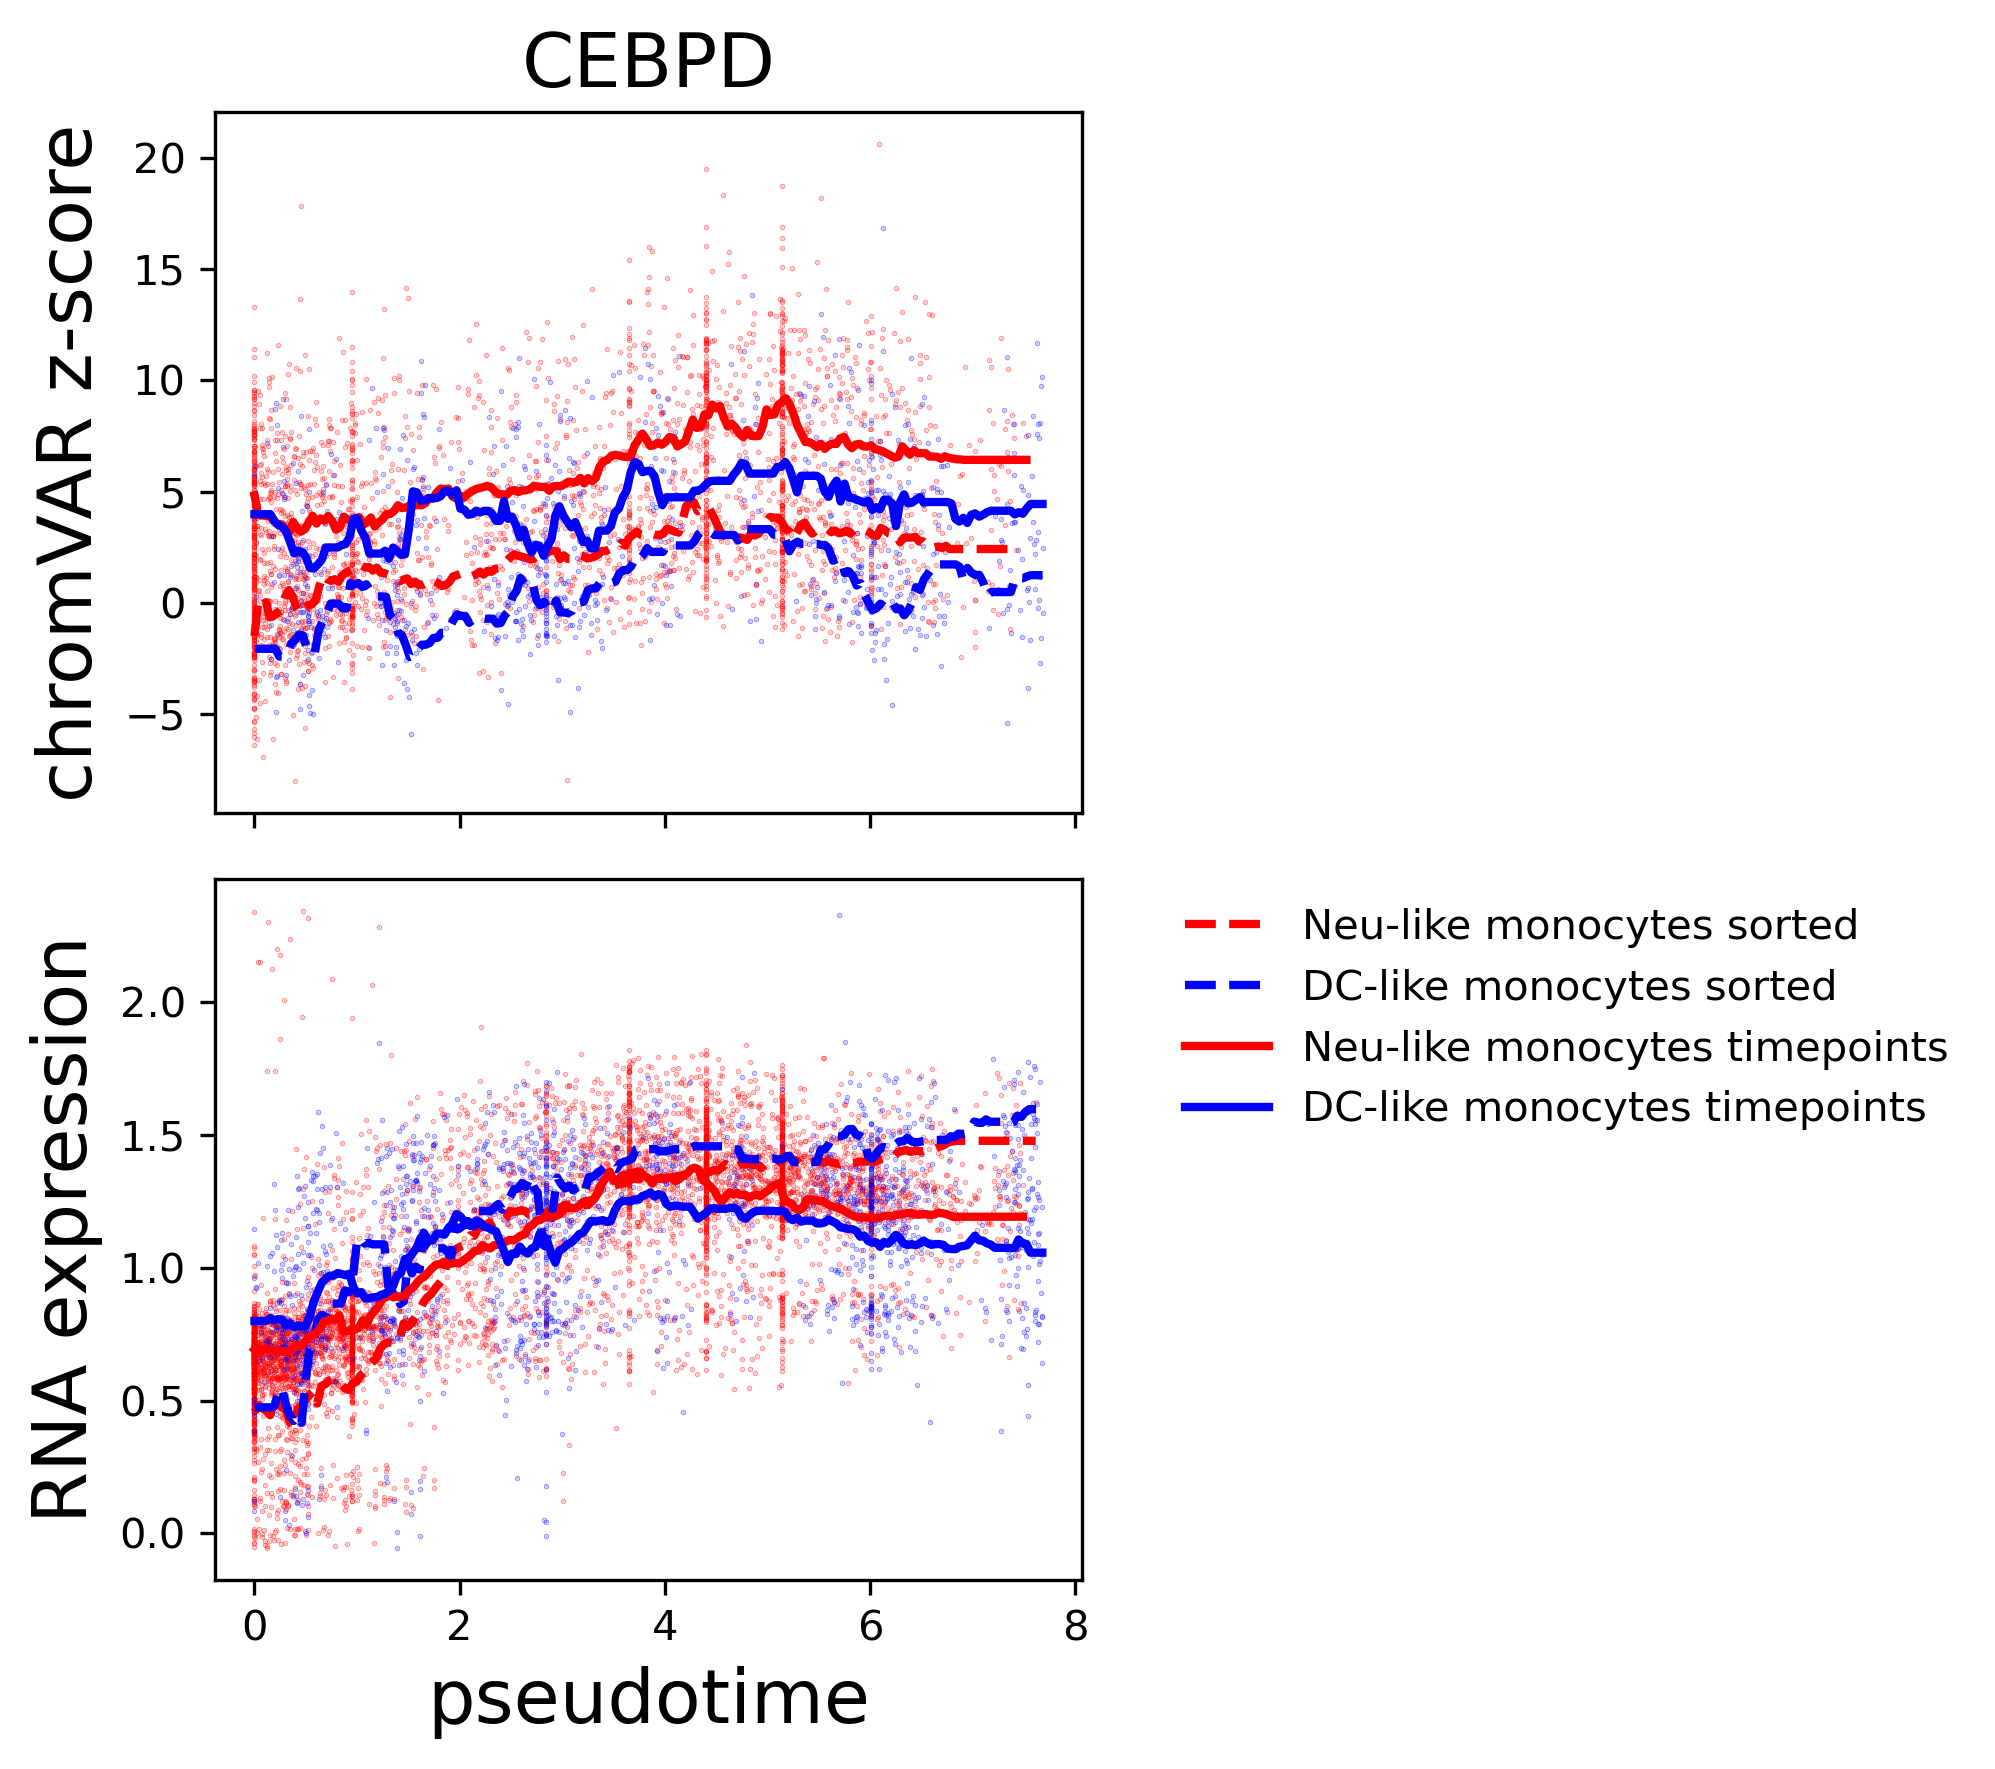 CEBPD
chromVAR z-score
20
15
10
5
0
−5
RNA expression
2.0
1.5
1.0
0.5
0.0
0
2
4
6
8
pseudotime
Neu-like monocytes sorted
DC-like monocytes sorted
Neu-like monocytes timepoints
DC-like monocytes timepoints